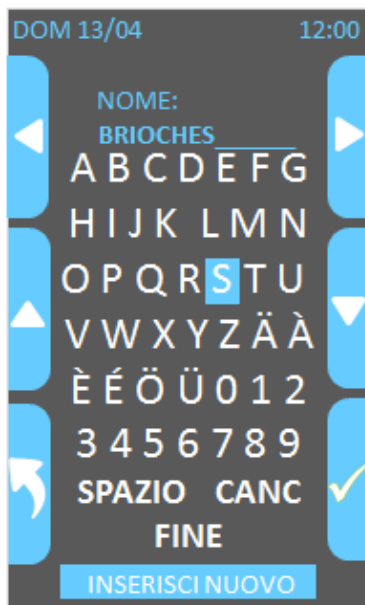 DOM 13/04 12:00
NOME:
BRIOCHES______
A B C D E F G
H I J K L M N
O P Q R S T U
V W X Y Z Ä À
È É Ö Ü 0 1 2
3 4 5 6 7 8 9
SPAZIO CANC
FINE
INSERISCI NUOVO